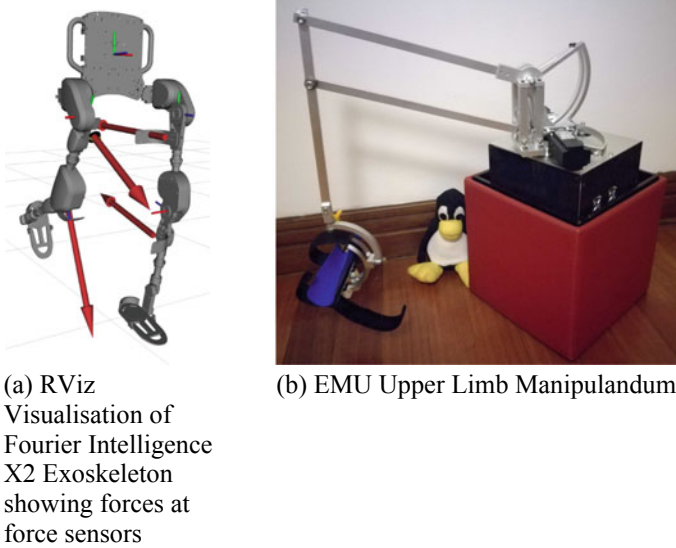 (a) RViz
Visualisation of
Fourier Intelligence
X2 Exoskeleton
showing forces at
force sensors
(b) EMU Upper Limb Manipulandum